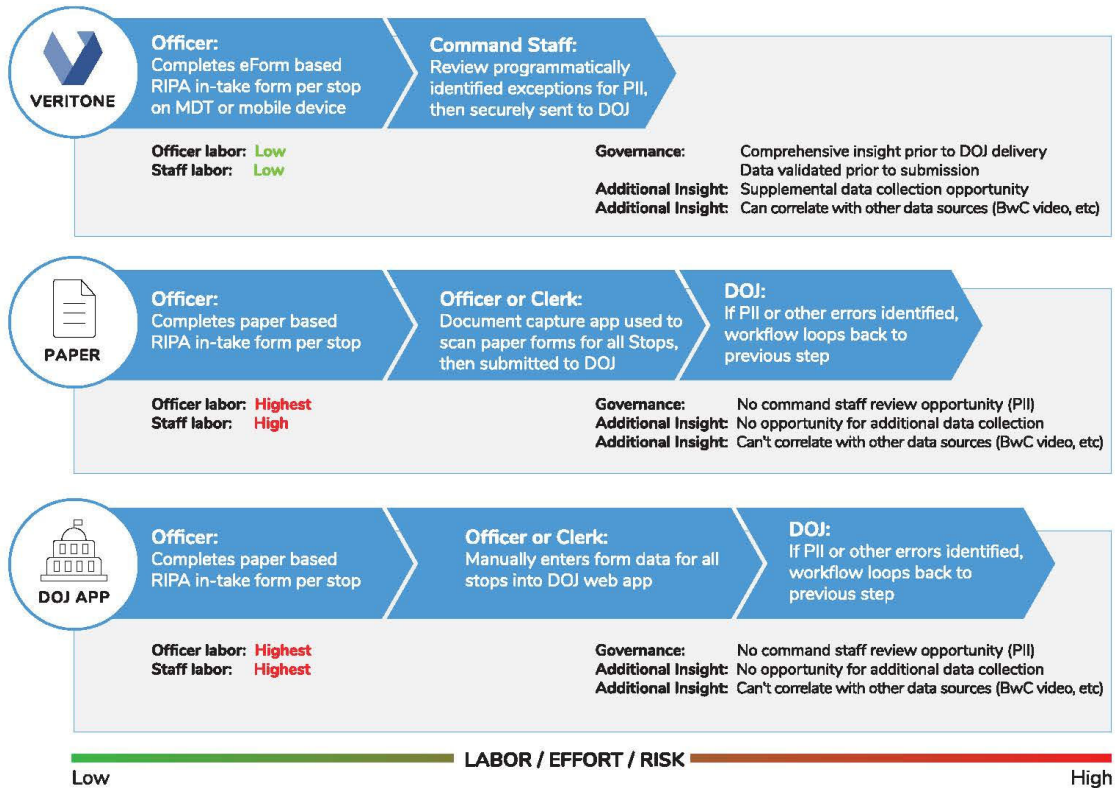 VERITONE
Officer:
Completes eForm based
RIPA in-take form per stop
on MDT or mobile device
Command Staff:
Review programmatically
identified exceptions for PII,
then securely sent to DOJ
Officer labor: Low
Staff labor: Low
Governance: Comprehensive insight prior to DOJ delivery
Data validated prior to submission
Additional Insight: Supplemental data collection opportunity
Additional Insight: Can correlate with other data sources (BwC video, etc)
PAPER
Officer:
Completes paper based
RIPA in-take form per stop
Officer or Clerk:
Document capture app used to
scan paper forms for all Stops,
then submitted to DOJ
DOJ:
If PII or other errors identified,
workflow loops back to
previous step
Officer labor: Highest
Staff labor: High
Governance: No command staff review opportunity (PII)
Additional Insight: No opportunity for additional data collection
Additional Insight: Can't correlate with other data sources (BwC video, etc)
DOJ APP
Officer:
Completes paper based
RIPA in-take form per stop
Officer or Clerk:
Manually enters form data for all
stops into DOJ web app
DOJ:
If PII or other errors identified,
workflow loops back to
previous step
Officer labor: Highest
Staff labor: Highest
Governance: No command staff review opportunity (PII)
Additional Insight: No opportunity for additional data collection
Additional Insight: Can't correlate with other data sources (BwC video, etc)
LABOR / EFFORT / RISK
Low
High